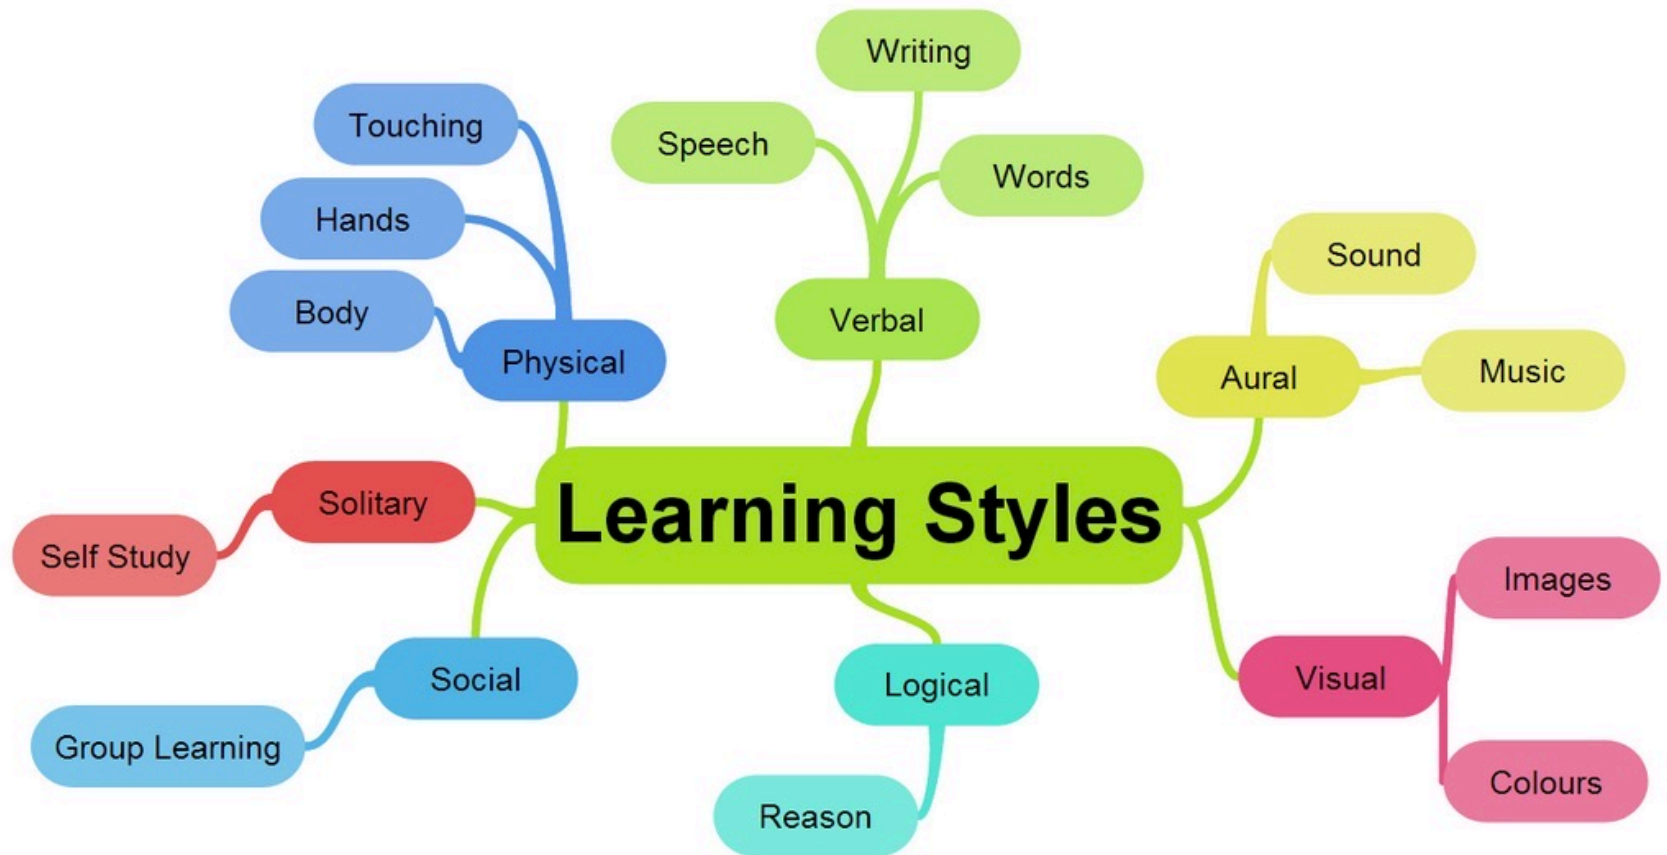 Writing
Touching
Speech
Words
Hands
Sound
Body
Verbal
Physical
Aural
Music
Learning Styles
Solitary
Self Study
Images
Social
Logical
Visual
Group Learning
Reason
Colours